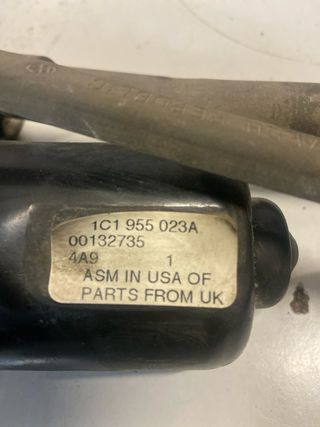 1C1 955 023A
00132735
4A9 1
ASM IN USA OF
PARTS FROM UK